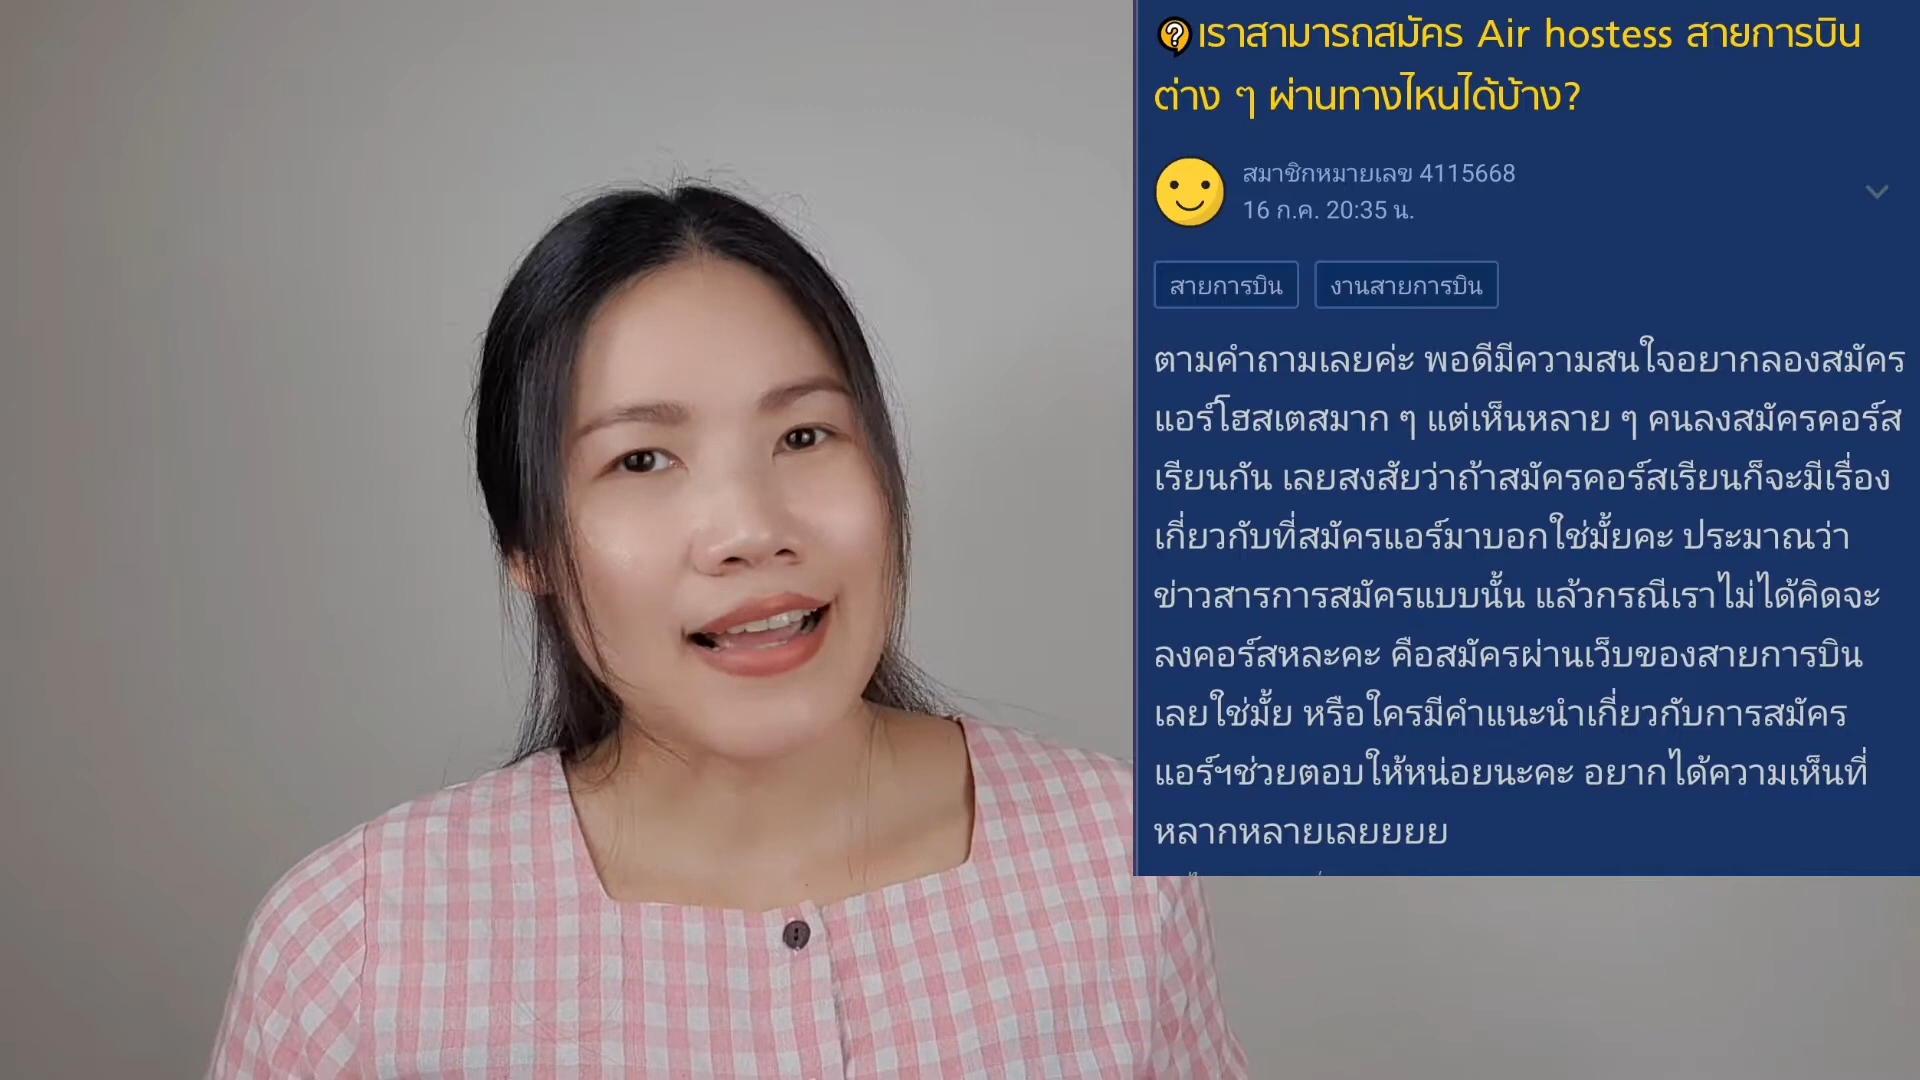 เราสามารถสมัคร Air hostess สายการบิน
ต่าง ๆ ผ่านทางไหนได้บ้าง?
สมาชิกหมายเลข 4115668
16 ก.ค. 20:35 น.
สายการบิน งานสายการบิน
ตามคำถามเลยค่ะ พอดีมีความสนใจอยากลองสมัคร
แอร์โฮสเตสมาก ๆ แต่เห็นหลาย ๆ คนลงสมัครคอร์ส
เรียนกัน เลยสงสัยว่าถ้าสมัครคอร์สเรียนก็จะมีเรื่อง
เกี่ยวกับที่สมัครแอร์มาบอกใช่มั้ยคะ ประมาณว่า
ข่าวสารการสมัครแบบนั้น แล้วกรณีเราไม่ได้คิดจะ
ลงคอร์สหละคะ คือสมัครผ่านเว็บของสายการบิน
เลยใช่มั้ย หรือใครมีคำแนะนำเกี่ยวกับการสมัคร
แอร์ฯช่วยตอบให้หน่อยนะคะ อยากได้ความเห็นที่
หลากหลายเลยยยย